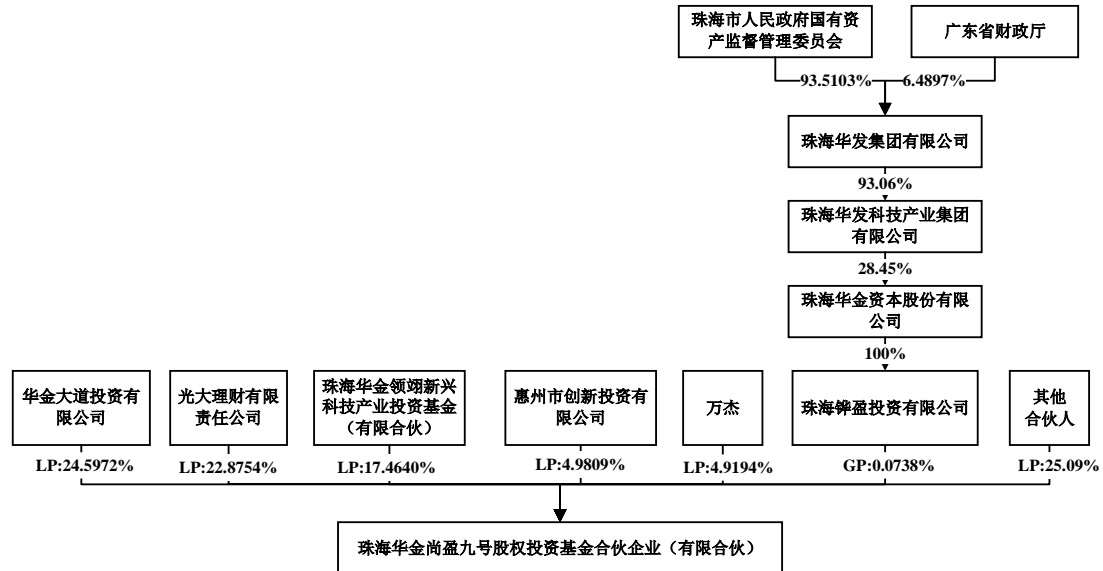 珠海市人民政府国有资
产监督管理委员会
广东省财政厅
93.5103%
6.4897%
珠海华发集团有限公司
93.06%
珠海华发科技产业集团
有限公司
28.45%
珠海华金资本股份有限
公司
100%
华金大道投资有
限公司
光大理财有限
责任公司
珠海华金领翊新兴
科技产业投资基金
（有限合伙）
惠州市创新投资有
限公司
万杰
珠海铧盈投资有限公司
其他
合伙人
LP:24.5972%
LP:22.8754%
LP:17.4640%
LP:4.9809%
LP:4.9194%
GP:0.0738%
LP:25.09%
珠海华金尚盈九号股权投资基金合伙企业（有限合伙）